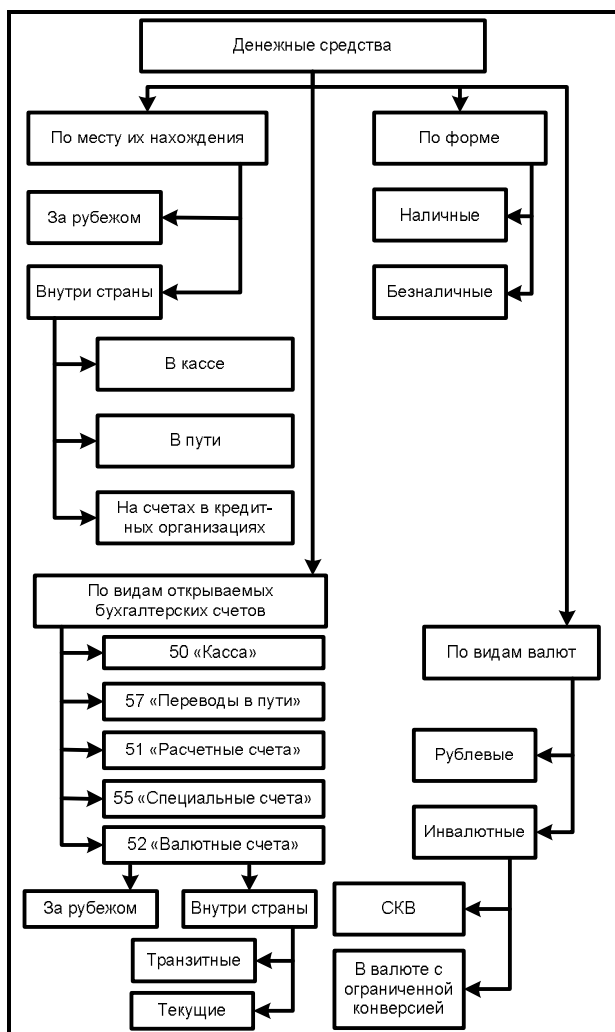 Денежные средства
По месту их нахождения
За рубежом
Внутри страны
В кассе
В пути
На счетах в кредит-
ных организациях
По форме
Наличные
Безналичные
По видам открываемых
бухгалтерских счетов
50 «Касса»
57 «Переводы в пути»
51 «Расчетные счета»
55 «Специальные счета»
52 «Валютные счета»
За рубежом
Внутри страны
Транзитные
Текущие
По видам валют
Рублевые
Инвалютные
СКВ
В валюте с
ограниченной
конверсией